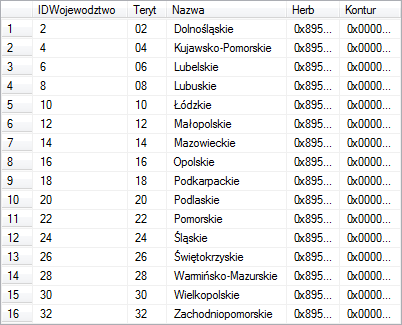 IDWojewodztwo Teryt Nazwa Herb Kontur
1 2 02 Dolnośląskie 0x895... 0x0000...
2 4 04 Kujawsko-Pomorskie 0x895... 0x0000...
3 6 06 Lubelskie 0x895... 0x0000...
4 8 08 Lubuskie 0x895... 0x0000...
5 10 10 Łódzkie 0x895... 0x0000...
6 12 12 Małopolskie 0x895... 0x0000...
7 14 14 Mazowieckie 0x895... 0x0000...
8 16 16 Opolskie 0x895... 0x0000...
9 18 18 Podkarpackie 0x895... 0x0000...
10 20 20 Podlaskie 0x895... 0x0000...
11 22 22 Pomorskie 0x895... 0x0000...
12 24 24 Śląskie 0x895... 0x0000...
13 26 26 Świętokrzyskie 0x895... 0x0000...
14 28 28 Warmińsko-Mazurskie 0x895... 0x0000...
15 30 30 Wielkopolskie 0x895... 0x0000...
16 32 32 Zachodniopomorskie 0x895... 0x0000...